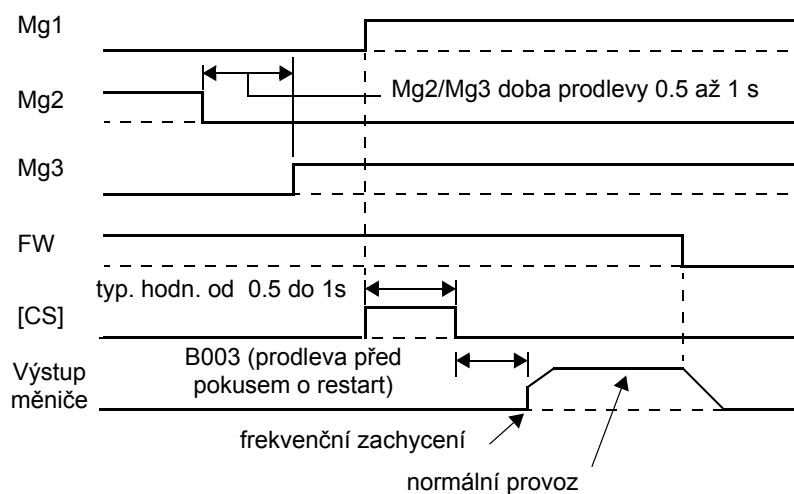 Mg1
Mg2/Mg3 doba prodlevy 0.5 až 1 s
Mg2
Mg3
FW
typ. hodn. od 0.5 do 1s
[CS]
B003 (prodleva před
pokusem o restart)
Výstup
měniče
frekvenční zachycení
normální provoz